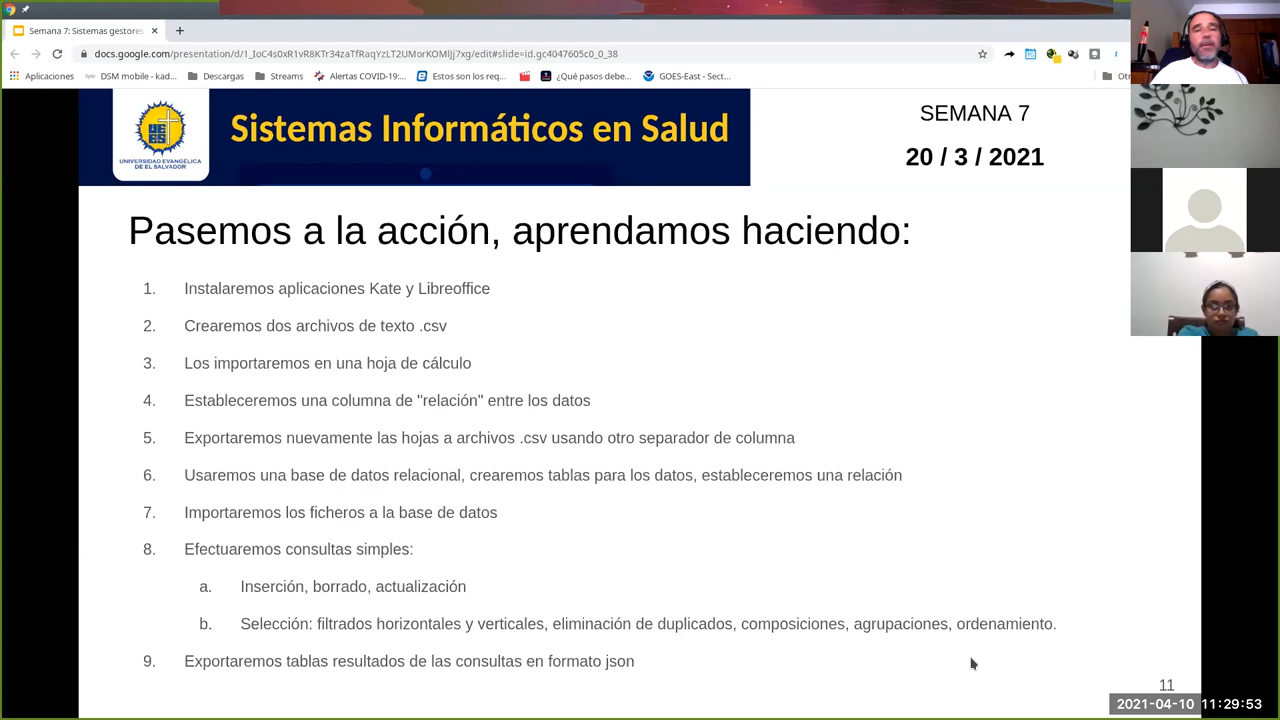 Semana 7: Sistemas gestores
docs.google.com/presentation/d/1_IoC4s0xR1vR8KTr34zaTfRaqYzLT2UMorKOMljj7xg/edit#slide=id.gc4047605c0_0_38
Aplicaciones
DSM mobile - kad...
Descargas
Streams
Alertas COVID-19:...
Estos son los req...
¿Qué pasos debe...
GOES-East - Sect...
Otr
UNIVERSIDAD EVANGÉLICA
DE EL SALVADOR
Sistemas Informáticos en Salud
SEMANA 7
20 / 3 / 2021
Pasemos a la acción, aprendamos haciendo:
1. Instalaremos aplicaciones Kate y Libreoffice
2. Crearemos dos archivos de texto .csv
3. Los importaremos en una hoja de cálculo
4. Estableceremos una columna de "relación" entre los datos
5. Exportaremos nuevamente las hojas a archivos .csv usando otro separador de columna
6. Usaremos una base de datos relacional, crearemos tablas para los datos, estableceremos una relación
7. Importaremos los ficheros a la base de datos
8. Efectuaremos consultas simples:
a. Inserción, borrado, actualización
b. Selección: filtrados horizontales y verticales, eliminación de duplicados, composiciones, agrupaciones, ordenamiento.
9. Exportaremos tablas resultados de las consultas en formato json
11
2021-04-10 11:29:53